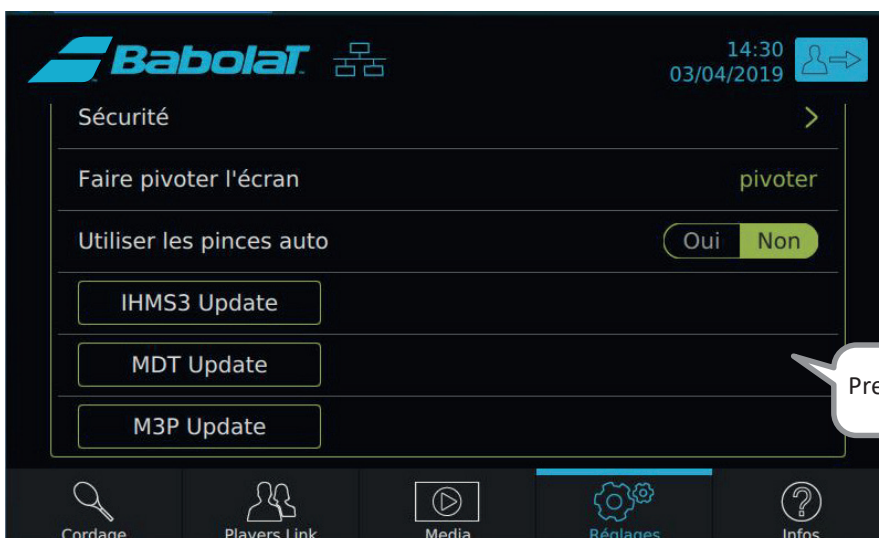 BabolaT 14:30
03/04/2019
Sécurité >
Faire pivoter l'écran pivoter
Utiliser les pinces auto Oui Non
IHMS3 Update
MDT Update
Pre
M3P Update
Cordage Players Link Media Réglages Infos